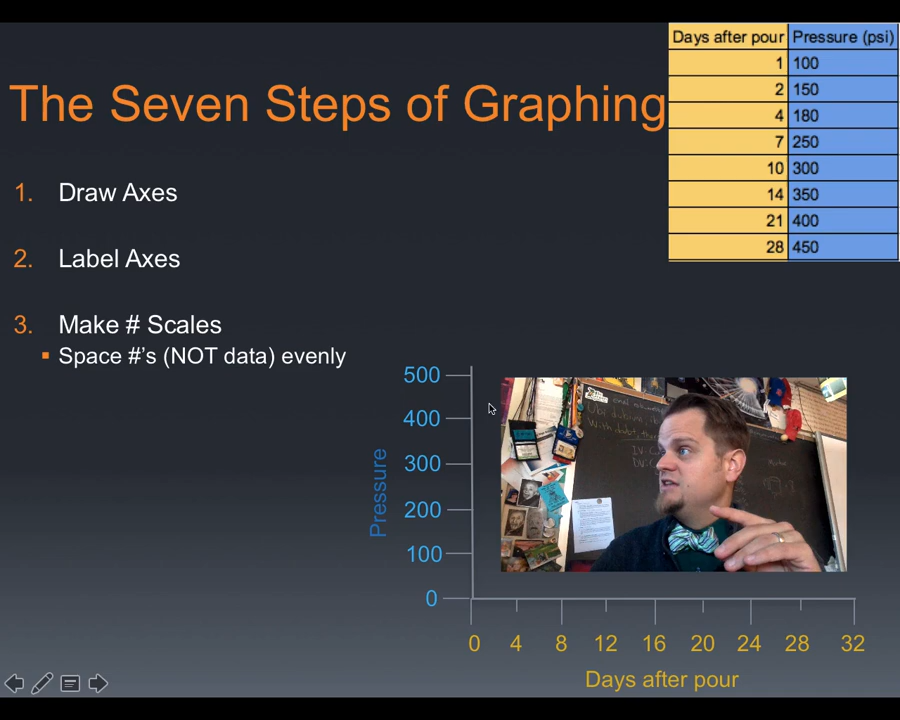 The Seven Steps of Graphing
Days after pour Pressure (psi)
1 100
2 150
4 180
7 250
10 300
14 350
21 400
28 450
1. Draw Axes
2. Label Axes
3. Make # Scales
▪ Space #'s (NOT data) evenly
500
400
300
200
100
0
Pressure
0 4 8 12 16 20 24 28 32
Days after pour